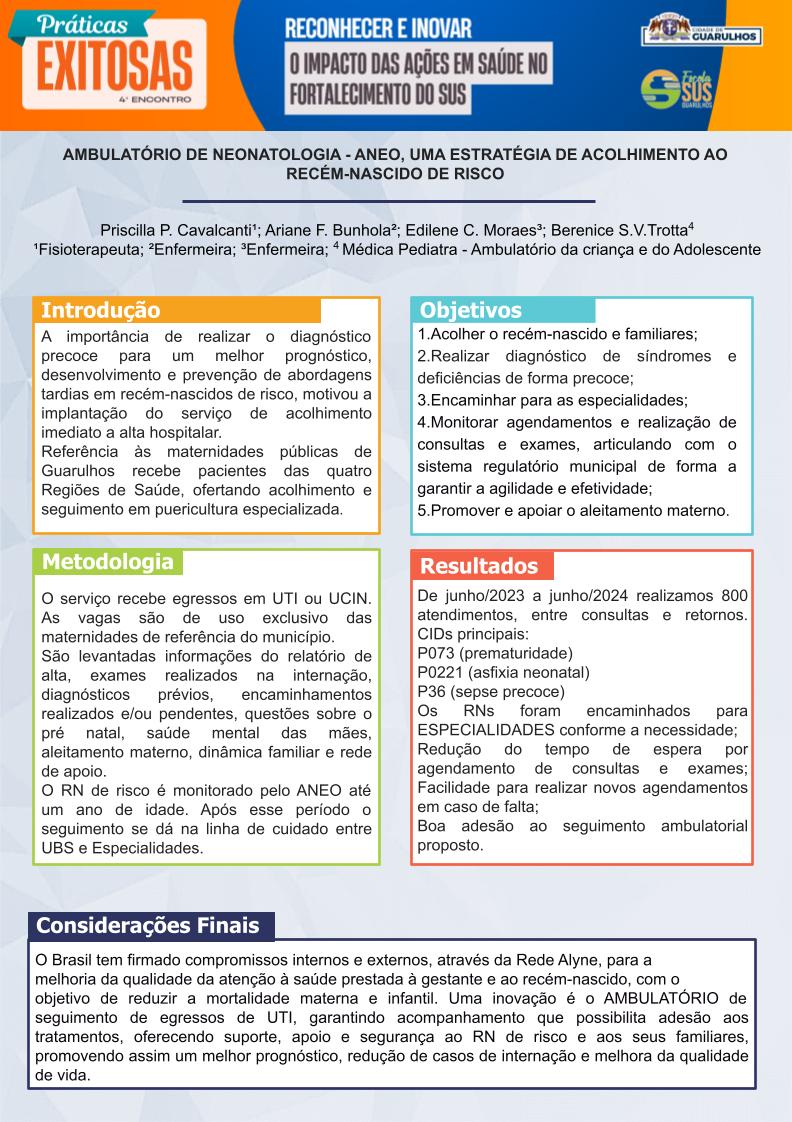 Práticas
EXITOSAS
4º ENCONTRO
RECONHECER E INOVAR
O IMPACTO DAS AÇÕES EM SAÚDE NO
FORTALECIMENTO DO SUS
CIDADE DE
GUARULHOS
Escola
SUS
GUARULHOS
AMBULATÓRIO DE NEONATOLOGIA - ANEO, UMA ESTRATÉGIA DE ACOLHIMENTO AO
RECÉM-NASCIDO DE RISCO
Priscilla P. Cavalcanti¹; Ariane F. Bunhola²; Edilene C. Moraes³; Berenice S.V.Trotta⁴
¹Fisioterapeuta; ²Enfermeira; ³Enfermeira; ⁴ Médica Pediatra - Ambulatório da criança e do Adolescente
Introdução
A importância de realizar o diagnóstico
precoce para um melhor prognóstico,
desenvolvimento e prevenção de abordagens
tardias em recém-nascidos de risco, motivou a
implantação do serviço de acolhimento
imediato a alta hospitalar.
Referência às maternidades públicas de
Guarulhos recebe pacientes das quatro
Regiões de Saúde, ofertando acolhimento e
seguimento em puericultura especializada.
Objetivos
1.Acolher o recém-nascido e familiares;
2.Realizar diagnóstico de síndromes e
deficiências de forma precoce;
3.Encaminhar para as especialidades;
4.Monitorar agendamentos e realização de
consultas e exames, articulando com o
sistema regulatório municipal de forma a
garantir a agilidade e efetividade;
5.Promover e apoiar o aleitamento materno.
Metodologia
O serviço recebe egressos em UTI ou UCIN.
As vagas são de uso exclusivo das
maternidades de referência do município.
São levantadas informações do relatório de
alta, exames realizados na internação,
diagnósticos prévios, encaminhamentos
realizados e/ou pendentes, questões sobre o
pré natal, saúde mental das mães,
aleitamento materno, dinâmica familiar e rede
de apoio.
O RN de risco é monitorado pelo ANEO até
um ano de idade. Após esse período o
seguimento se dá na linha de cuidado entre
UBS e Especialidades.
Resultados
De junho/2023 a junho/2024 realizamos 800
atendimentos, entre consultas e retornos.
CIDs principais:
P073 (prematuridade)
P0221 (asfixia neonatal)
P36 (sepse precoce)
Os RNs foram encaminhados para
ESPECIALIDADES conforme a necessidade;
Redução do tempo de espera por
agendamento de consultas e exames;
Facilidade para realizar novos agendamentos
em caso de falta;
Boa adesão ao seguimento ambulatorial
proposto.
Considerações Finais
O Brasil tem firmado compromissos internos e externos, através da Rede Alyne, para a
melhoria da qualidade da atenção à saúde prestada à gestante e ao recém-nascido, com o
objetivo de reduzir a mortalidade materna e infantil. Uma inovação é o AMBULATÓRIO de
seguimento de egressos de UTI, garantindo acompanhamento que possibilita adesão aos
tratamentos, oferecendo suporte, apoio e segurança ao RN de risco e aos seus familiares,
promovendo assim um melhor prognóstico, redução de casos de internação e melhora da qualidade
de vida.